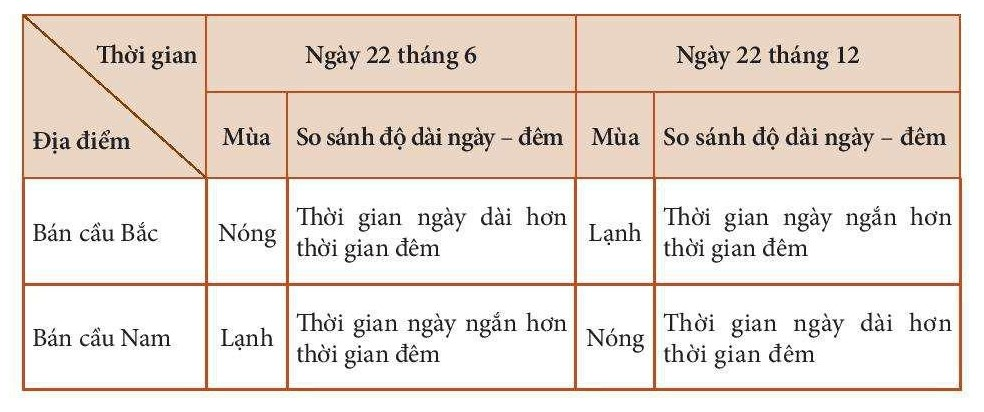 Thời gian
Ngày 22 tháng 6
Ngày 22 tháng 12
Địa điểm
Mùa
So sánh độ dài ngày – đêm
Mùa
So sánh độ dài ngày – đêm
Bán cầu Bắc
Nóng
Thời gian ngày dài hơn
thời gian đêm
Lạnh
Thời gian ngày ngắn hơn
thời gian đêm
Bán cầu Nam
Lạnh
Thời gian ngày ngắn hơn
thời gian đêm
Nóng
Thời gian ngày dài hơn
thời gian đêm